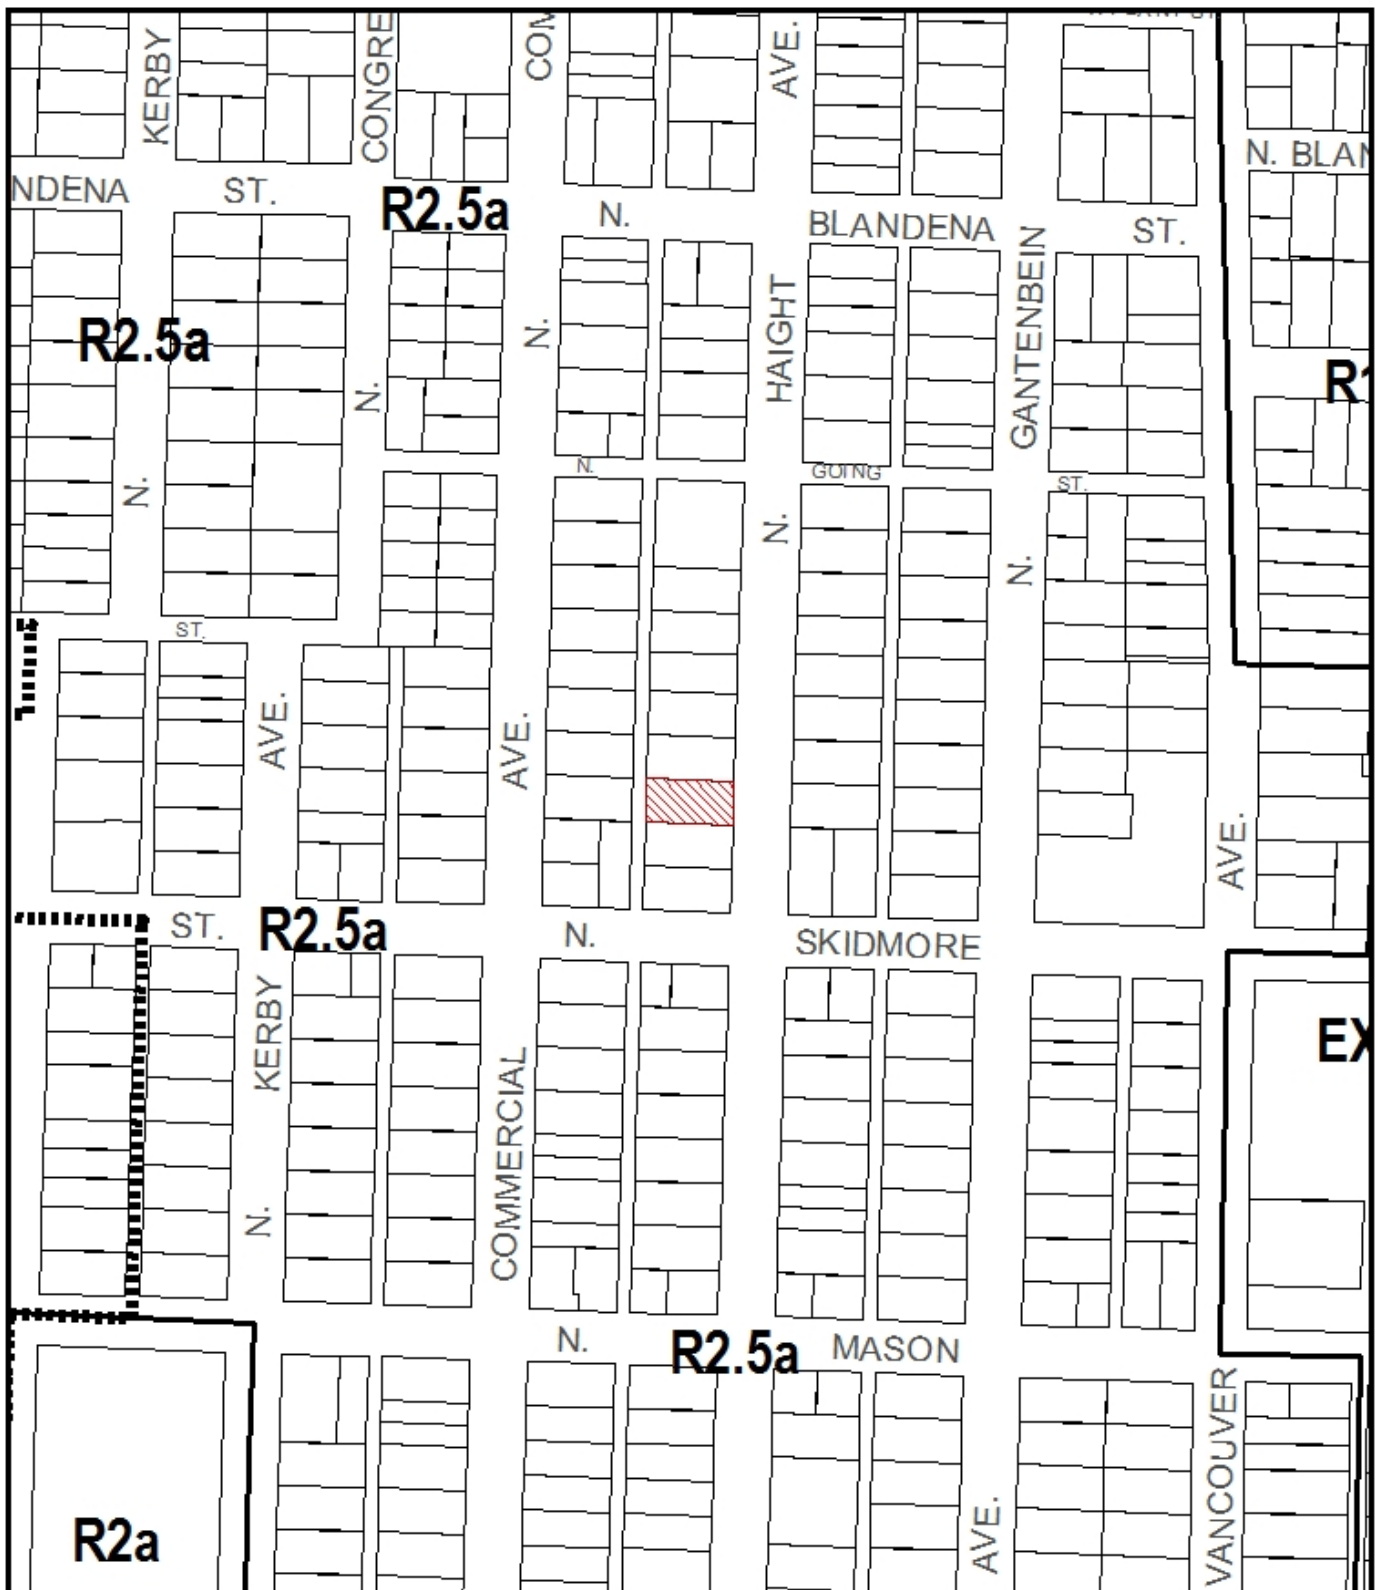 KERBY
CONGRE
COM
AVE.
N. BLAN
NDENA
ST.
R2.5a
N.
BLANDENA
ST.
GANTENBEIN
HAIGHT
N.
R2.5a
N.
R1
N.
N.
GOING
ST.
N.
N.
ST.
AVE.
AVE.
AVE.
ST.
R2.5a
N.
SKIDMORE
KERBY
EX
COMMERCIAL
N.
N.
R2.5a
MASON
VANCOUVER
AVE.
R2a